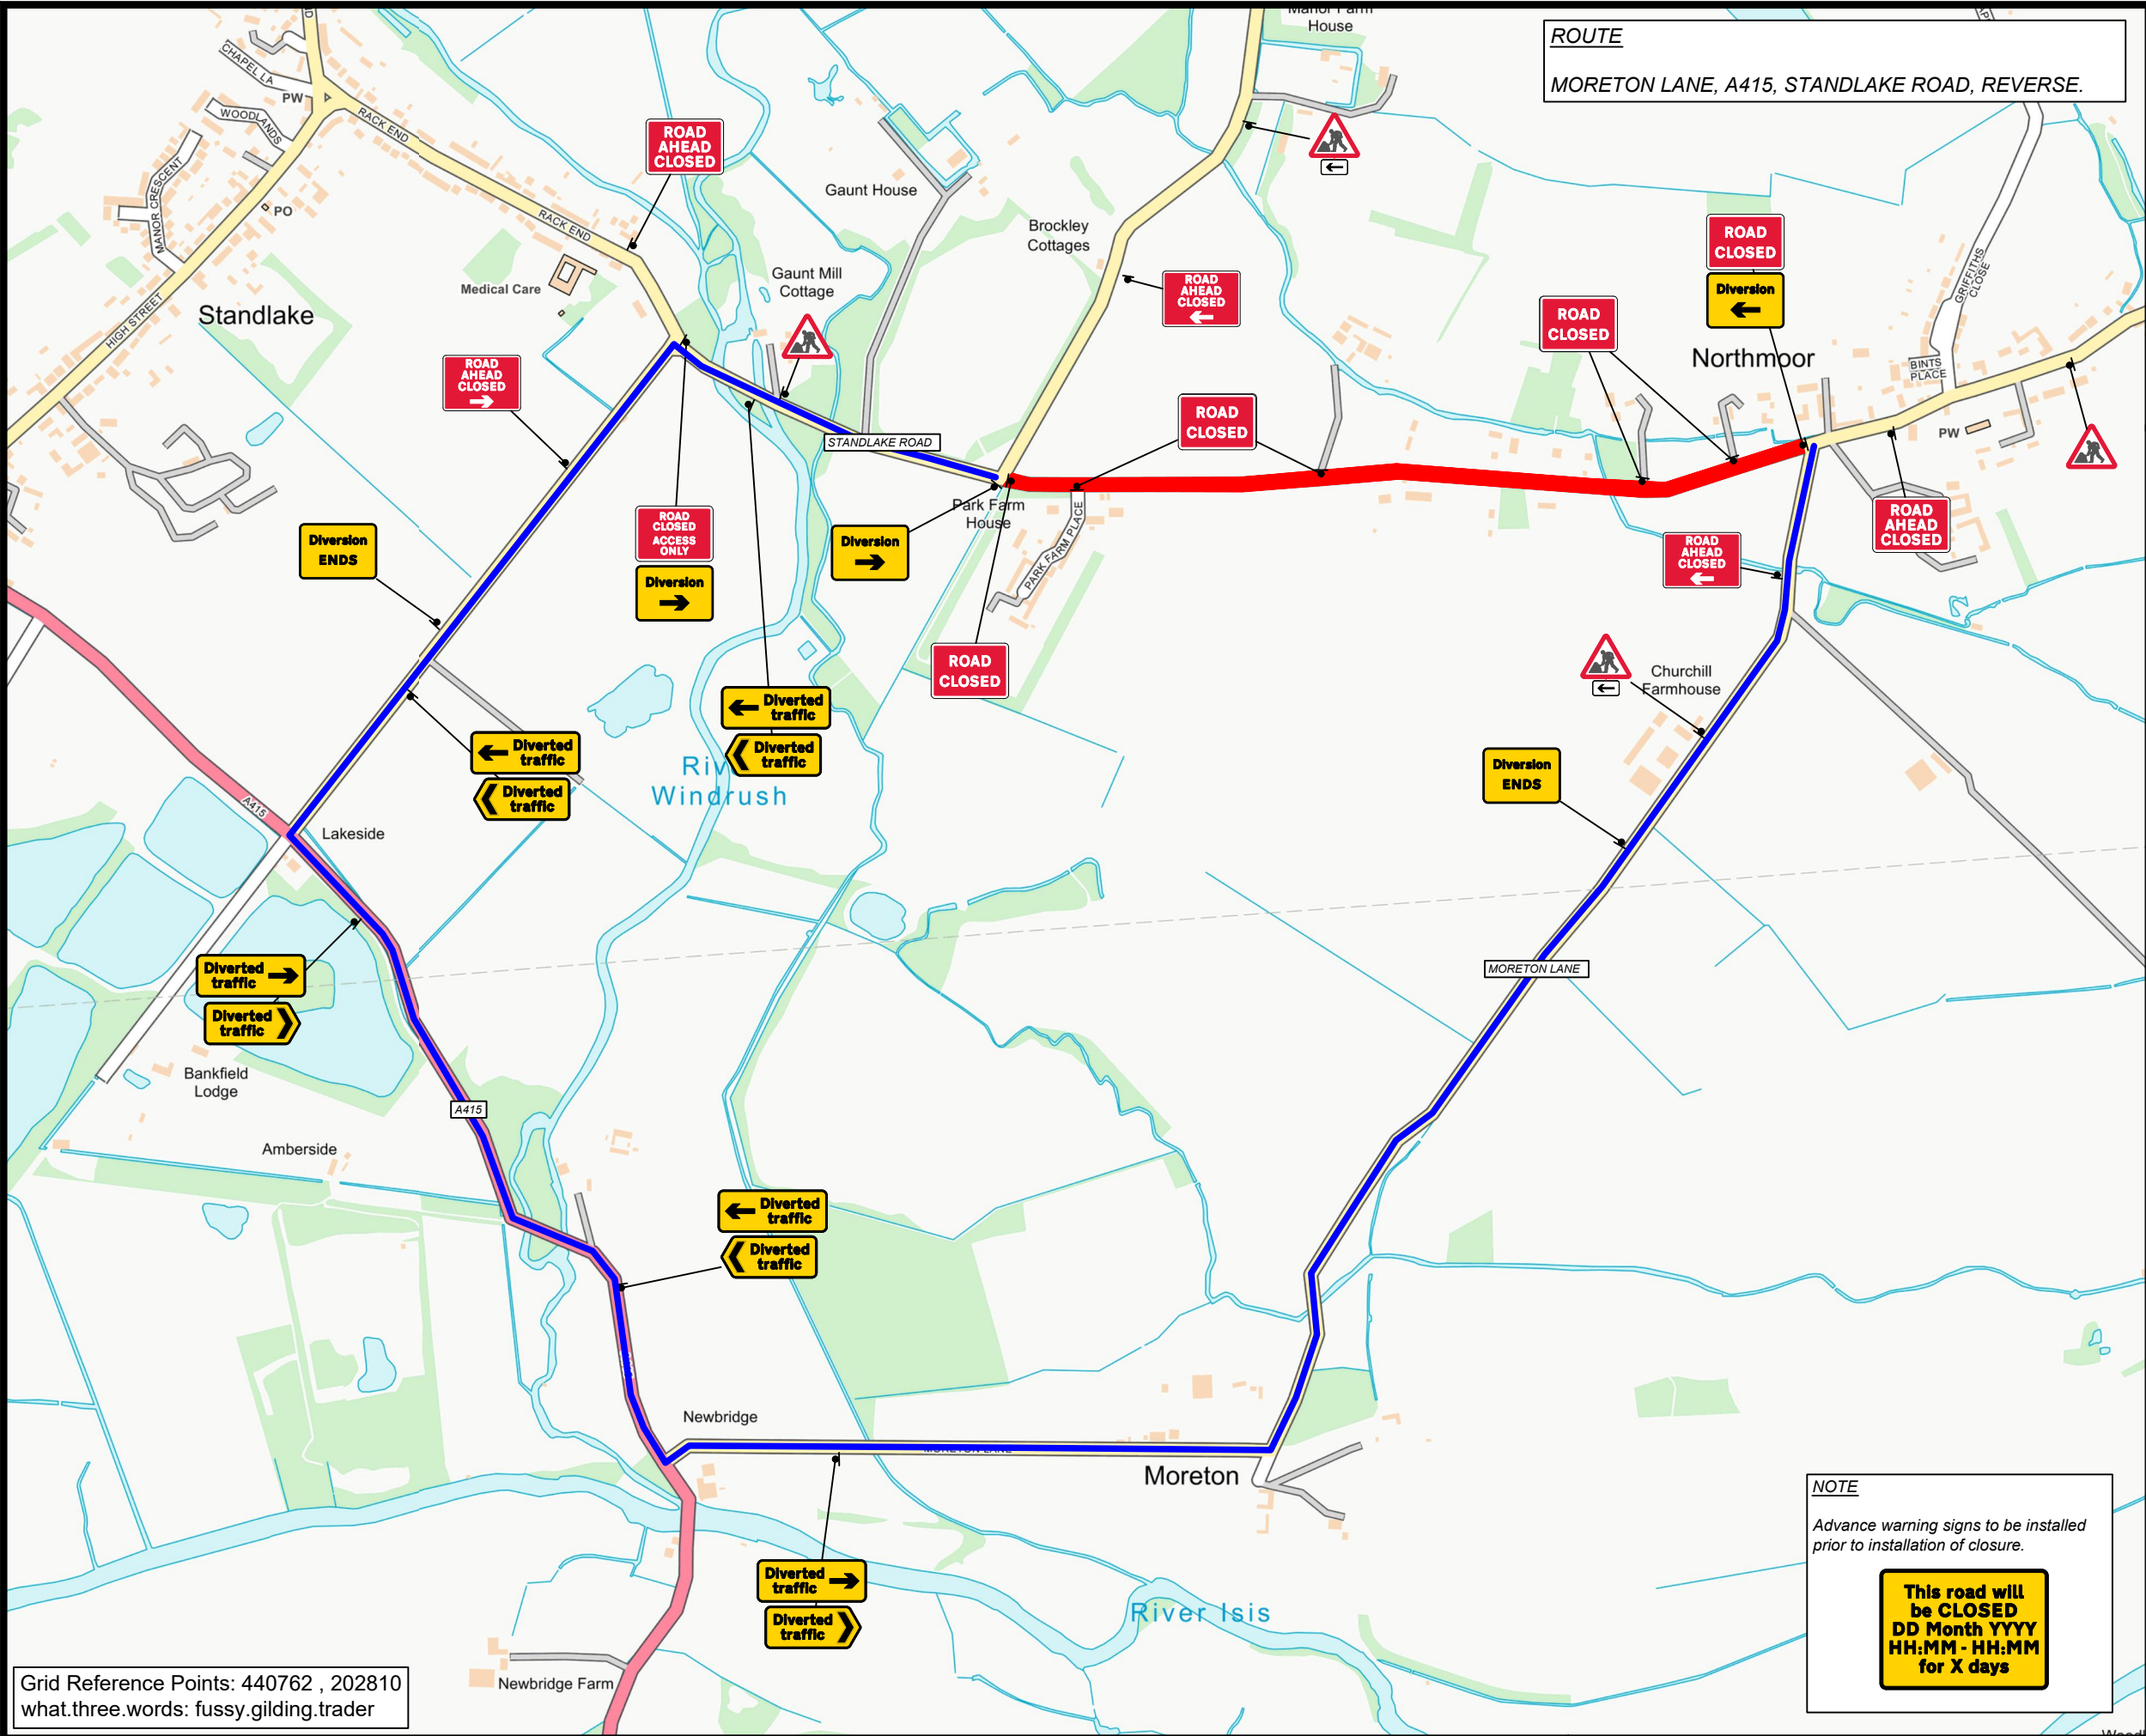 Manor Farm
House
ROUTE
MORETON LANE, A415, STANDLAKE ROAD, REVERSE.
CHAPEL LA
PW
WOODLANDS
RACK END
MANOR CRESCENT
PO
RACK END
HIGH STREET
Standlake
Medical Care
ROAD
AHEAD
CLOSED
Gaunt House
Gaunt Mill
Cottage
Brockley
Cottages
ROAD
AHEAD
CLOSED
ROAD
CLOSED
Diversion
ROAD
CLOSED
Northmoor
GRIFFITHS
CLOSE
BINTS
PLACE
PW
ROAD
AHEAD
CLOSED
ROAD
CLOSED
STANDLAKE ROAD
Park Farm
House
PARK FARM PLACE
ROAD
AHEAD
CLOSED
ROAD
AHEAD
CLOSED
Diversion
ENDS
ROAD
CLOSED
ACCESS
ONLY
Diversion
Diversion
ROAD
CLOSED
Churchill
Farmhouse
Diverted
traffic
Diverted
traffic
Diverted
traffic
Diverted
traffic
River
Windrush
Diversion
ENDS
A415
Lakeside
Diverted
traffic
Diverted
traffic
MORETON LANE
Bankfield
Lodge
A415
Amberside
Diverted
traffic
Diverted
traffic
Newbridge
MORETON LANE
Moreton
Diverted
traffic
Diverted
traffic
River Isis
Newbridge Farm
NOTE
Advance warning signs to be installed
prior to installation of closure.
This road will
be CLOSED
DD Month YYYY
HH:MM - HH:MM
for X days
Grid Reference Points: 440762 , 202810
what.three.words: fussy.gilding.trader